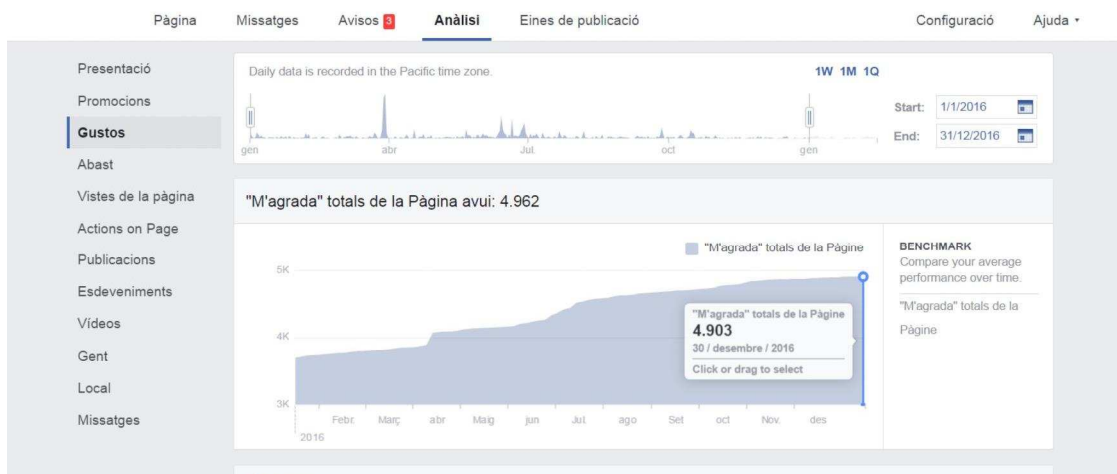 Pàgina Missatges Avisos 3 Anàlisi Eines de publicació Configuració Ajuda
Presentació
Promocions
Gustos
Abast
Vistes de la pàgina
Actions on Page
Publicacions
Esdeveniments
Vídeos
Gent
Local
Missatges
Daily data is recorded in the Pacific time zone.
1W 1M 1Q
Start: 1/1/2016
End: 31/12/2016
gen abr Jul. oct gen
"M'agrada" totals de la Pàgina avui: 4.962
"M'agrada" totals de la Pàgine
5K
4K
3K
"M'agrada" totals de la Pàgine
4.903
30 / desembre / 2016
Click or drag to select
Febr. Març abr Maig jun Jul. ago Set oct Nov. des
2016
BENCHMARK
Compare your average
performance over time.
"M'agrada" totals de la
Pàgine